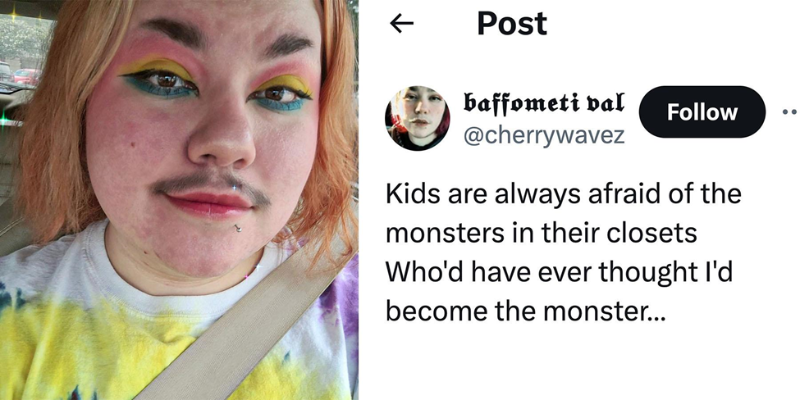 Post
𝖇𝖆𝖋𝖋𝖔𝖒𝖊𝖙𝖎 𝖛𝖆𝖑
Follow
@cherrywavez
Kids are always afraid of the
monsters in their closets
Who'd have ever thought I'd
become the monster...